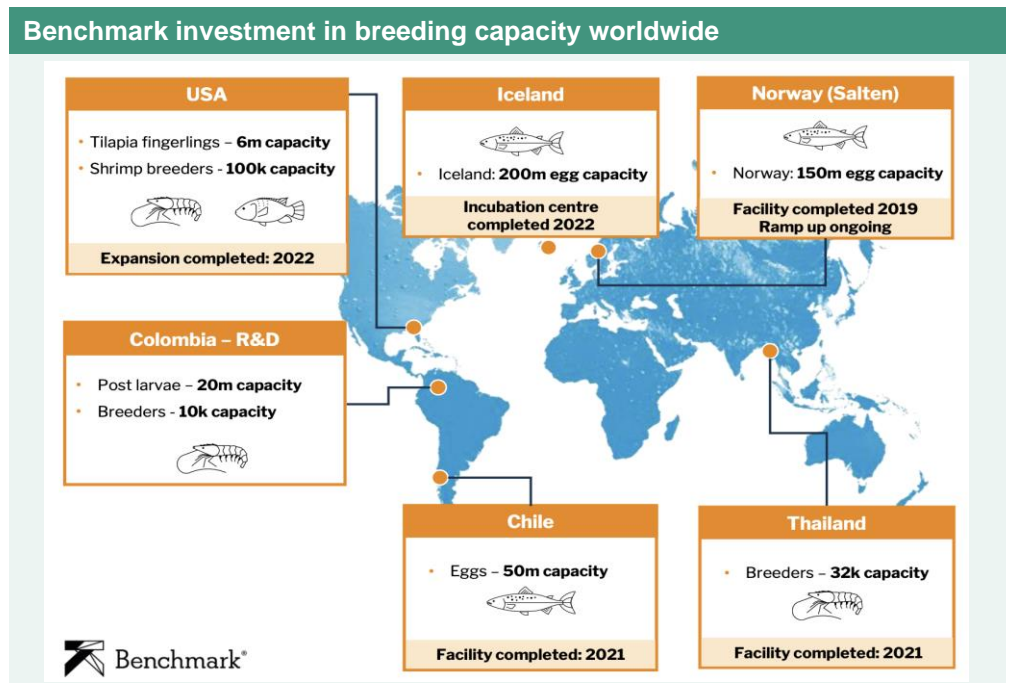 Benchmark investment in breeding capacity worldwide
USA
• Tilapia fingerlings – 6m capacity
• Shrimp breeders - 100k capacity
Expansion completed: 2022
Iceland
• Iceland: 200m egg capacity
Incubation centre
completed 2022
Norway (Salten)
• Norway: 150m egg capacity
Facility completed 2019
Ramp up ongoing
Colombia – R&D
• Post larvae – 20m capacity
• Breeders - 10k capacity
Chile
• Eggs – 50m capacity
Facility completed: 2021
Thailand
• Breeders – 32k capacity
Facility completed: 2021
Benchmark®